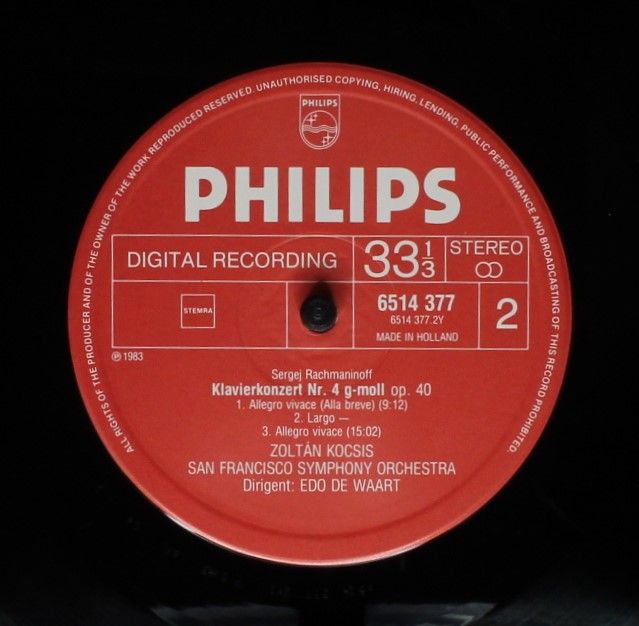 ALL RIGHTS OF THE PRODUCER AND OF THE OWNER OF THE WORK REPRODUCED RESERVED. UNAUTHORISED COPYING, HIRING, LENDING, PUBLIC PERFORMANCE AND BROADCASTING OF THIS RECORD PROHIBITED.
PHILIPS
PHILIPS
DIGITAL RECORDING
33 1/3
STEREO
STEMRA
6514 377
6514 377.2Y
MADE IN HOLLAND
2
℗ 1983
Sergej Rachmaninoff
Klavierkonzert Nr. 4 g-moll op. 40
1. Allegro vivace (Alla breve) (9:12)
2. Largo —
3. Allegro vivace (15:02)
ZOLTÁN KOCSIS
SAN FRANCISCO SYMPHONY ORCHESTRA
Dirigent: EDO DE WAART